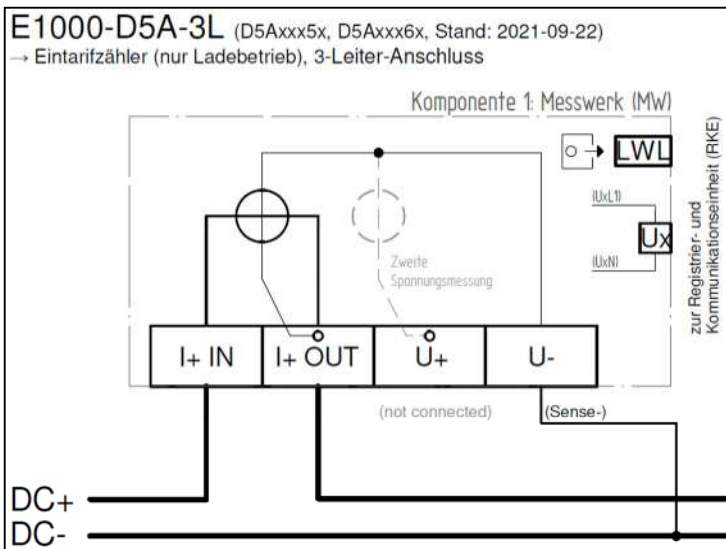 E1000-D5A-3L (D5Axxx5x, D5Axxx6x, Stand: 2021-09-22)
→ Eintarifzähler (nur Ladebetrieb), 3-Leiter-Anschluss
Komponente 1: Messwerk (MW)
LWL
(UxL1)
Ux
(UxN)
zur Registrier- und
Kommunikationseinheit (RKE)
Zweite
Spannungsmessung
I+ IN
I+ OUT
U+
U-
(not connected)
(Sense-)
DC+
DC-